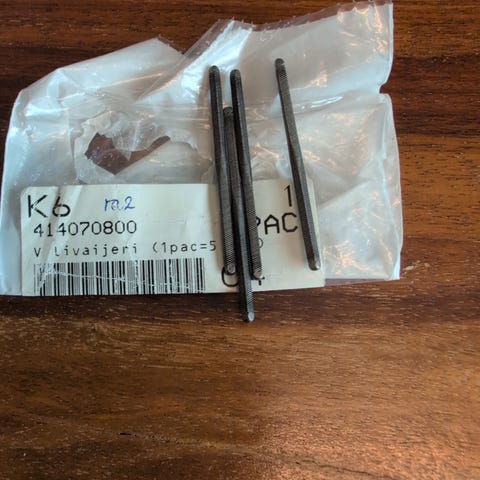 K6 m2 1
414070800 PAC
V livaijeri (1pac=5